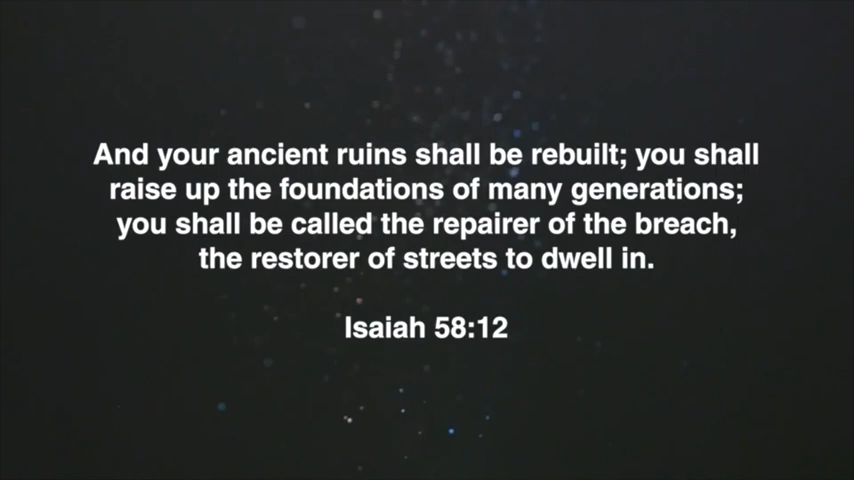 And your ancient ruins shall be rebuilt; you shall
raise up the foundations of many generations;
you shall be called the repairer of the breach,
the restorer of streets to dwell in.
Isaiah 58:12